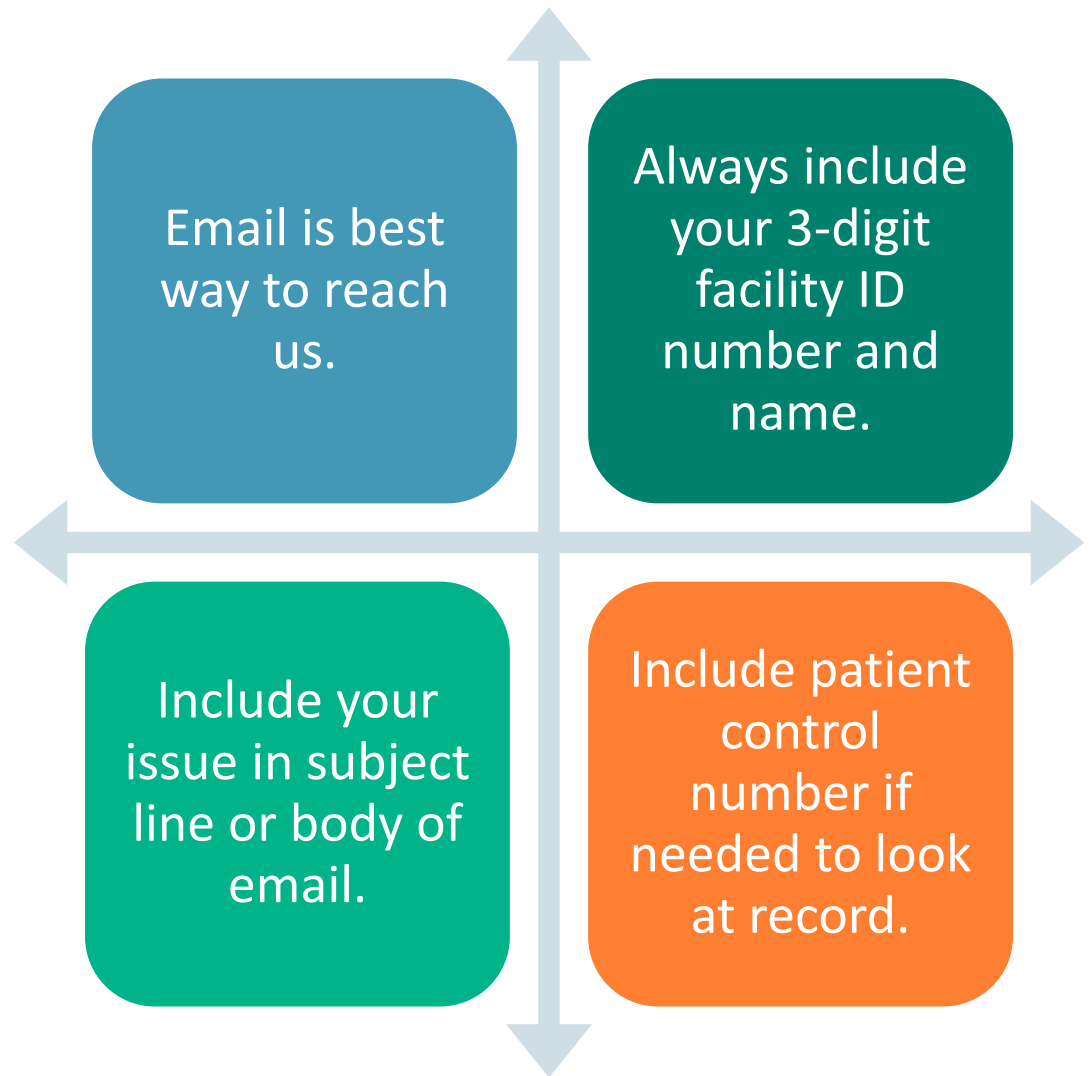 Email is best
way to reach
us.
Always include
your 3-digit
facility ID
number and
name.
Include your
issue in subject
line or body of
email.
Include patient
control
number if
needed to look
at record.